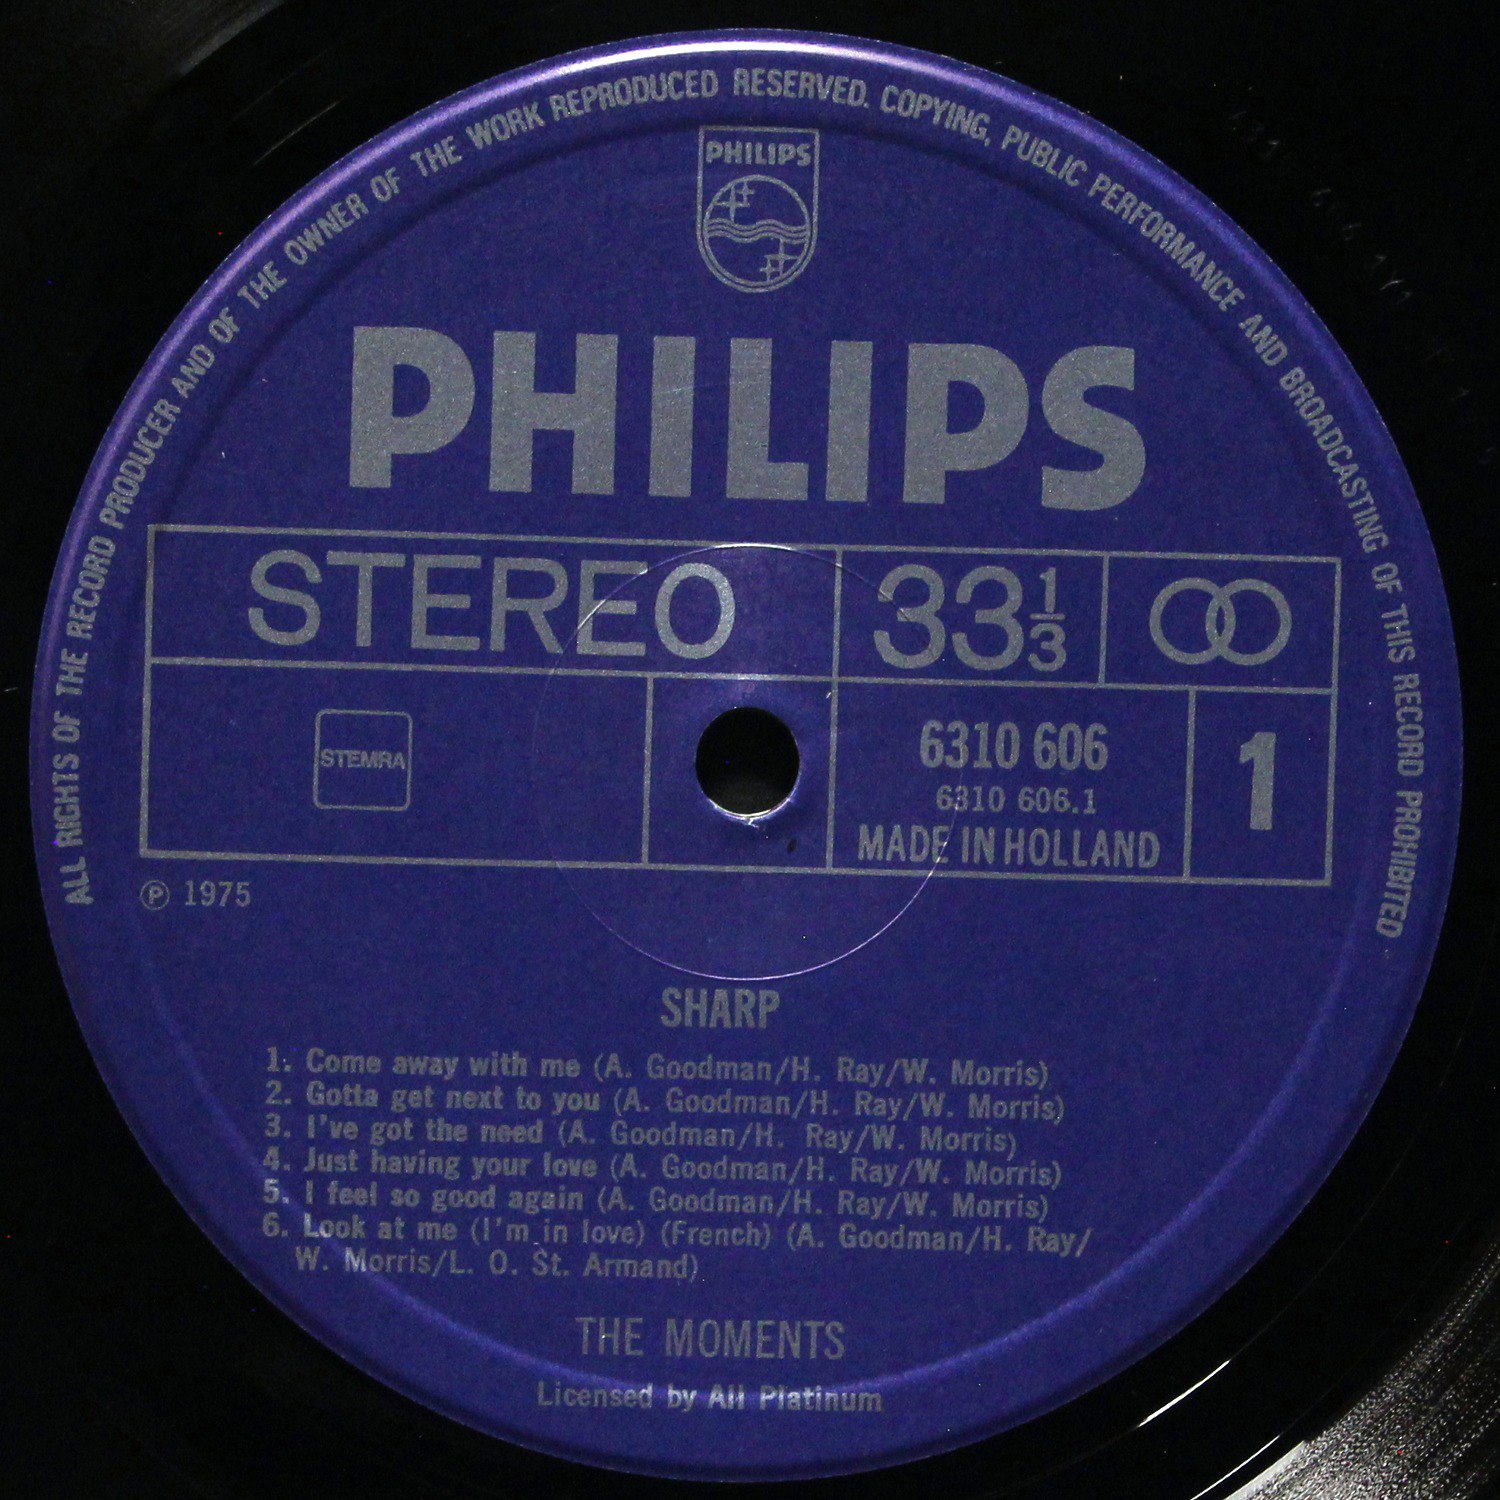 ALL RIGHTS OF THE RECORD PRODUCER AND OF THE OWNER OF THE WORK REPRODUCED RESERVED. COPYING, PUBLIC PERFORMANCE AND BROADCASTING OF THIS RECORD PROHIBITED
PHILIPS
PHILIPS
STEREO 33 1/3
STEMRA
6310 606
6310 606.1
MADE IN HOLLAND
1
℗ 1975
SHARP
1. Come away with me (A. Goodman/H. Ray/W. Morris)
2. Gotta get next to you (A. Goodman/H. Ray/W. Morris)
3. I've got the need (A. Goodman/H. Ray/W. Morris)
4. Just having your love (A. Goodman/H. Ray/W. Morris)
5. I feel so good again (A. Goodman/H. Ray/W. Morris)
6. Look at me (I'm in love) (French) (A. Goodman/H. Ray/
W. Morris/L. O. St. Armand)
THE MOMENTS
Licensed by All Platinum